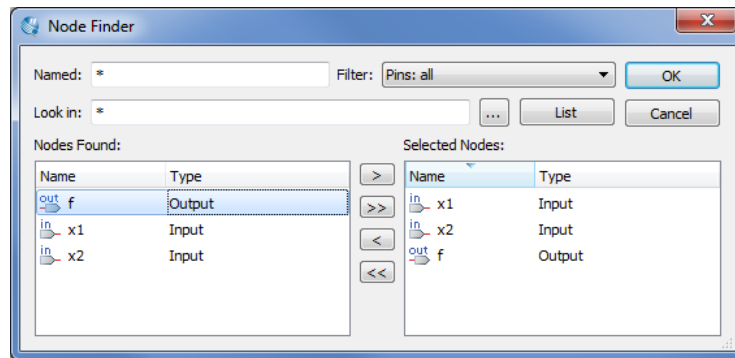 Node Finder
Named: * Filter: Pins: all OK
Look in: * ... List Cancel
Nodes Found: Selected Nodes:
Name Type > Name Type
out f Output >> in x1 Input
in x1 Input < in x2 Input
in x2 Input << out f Output